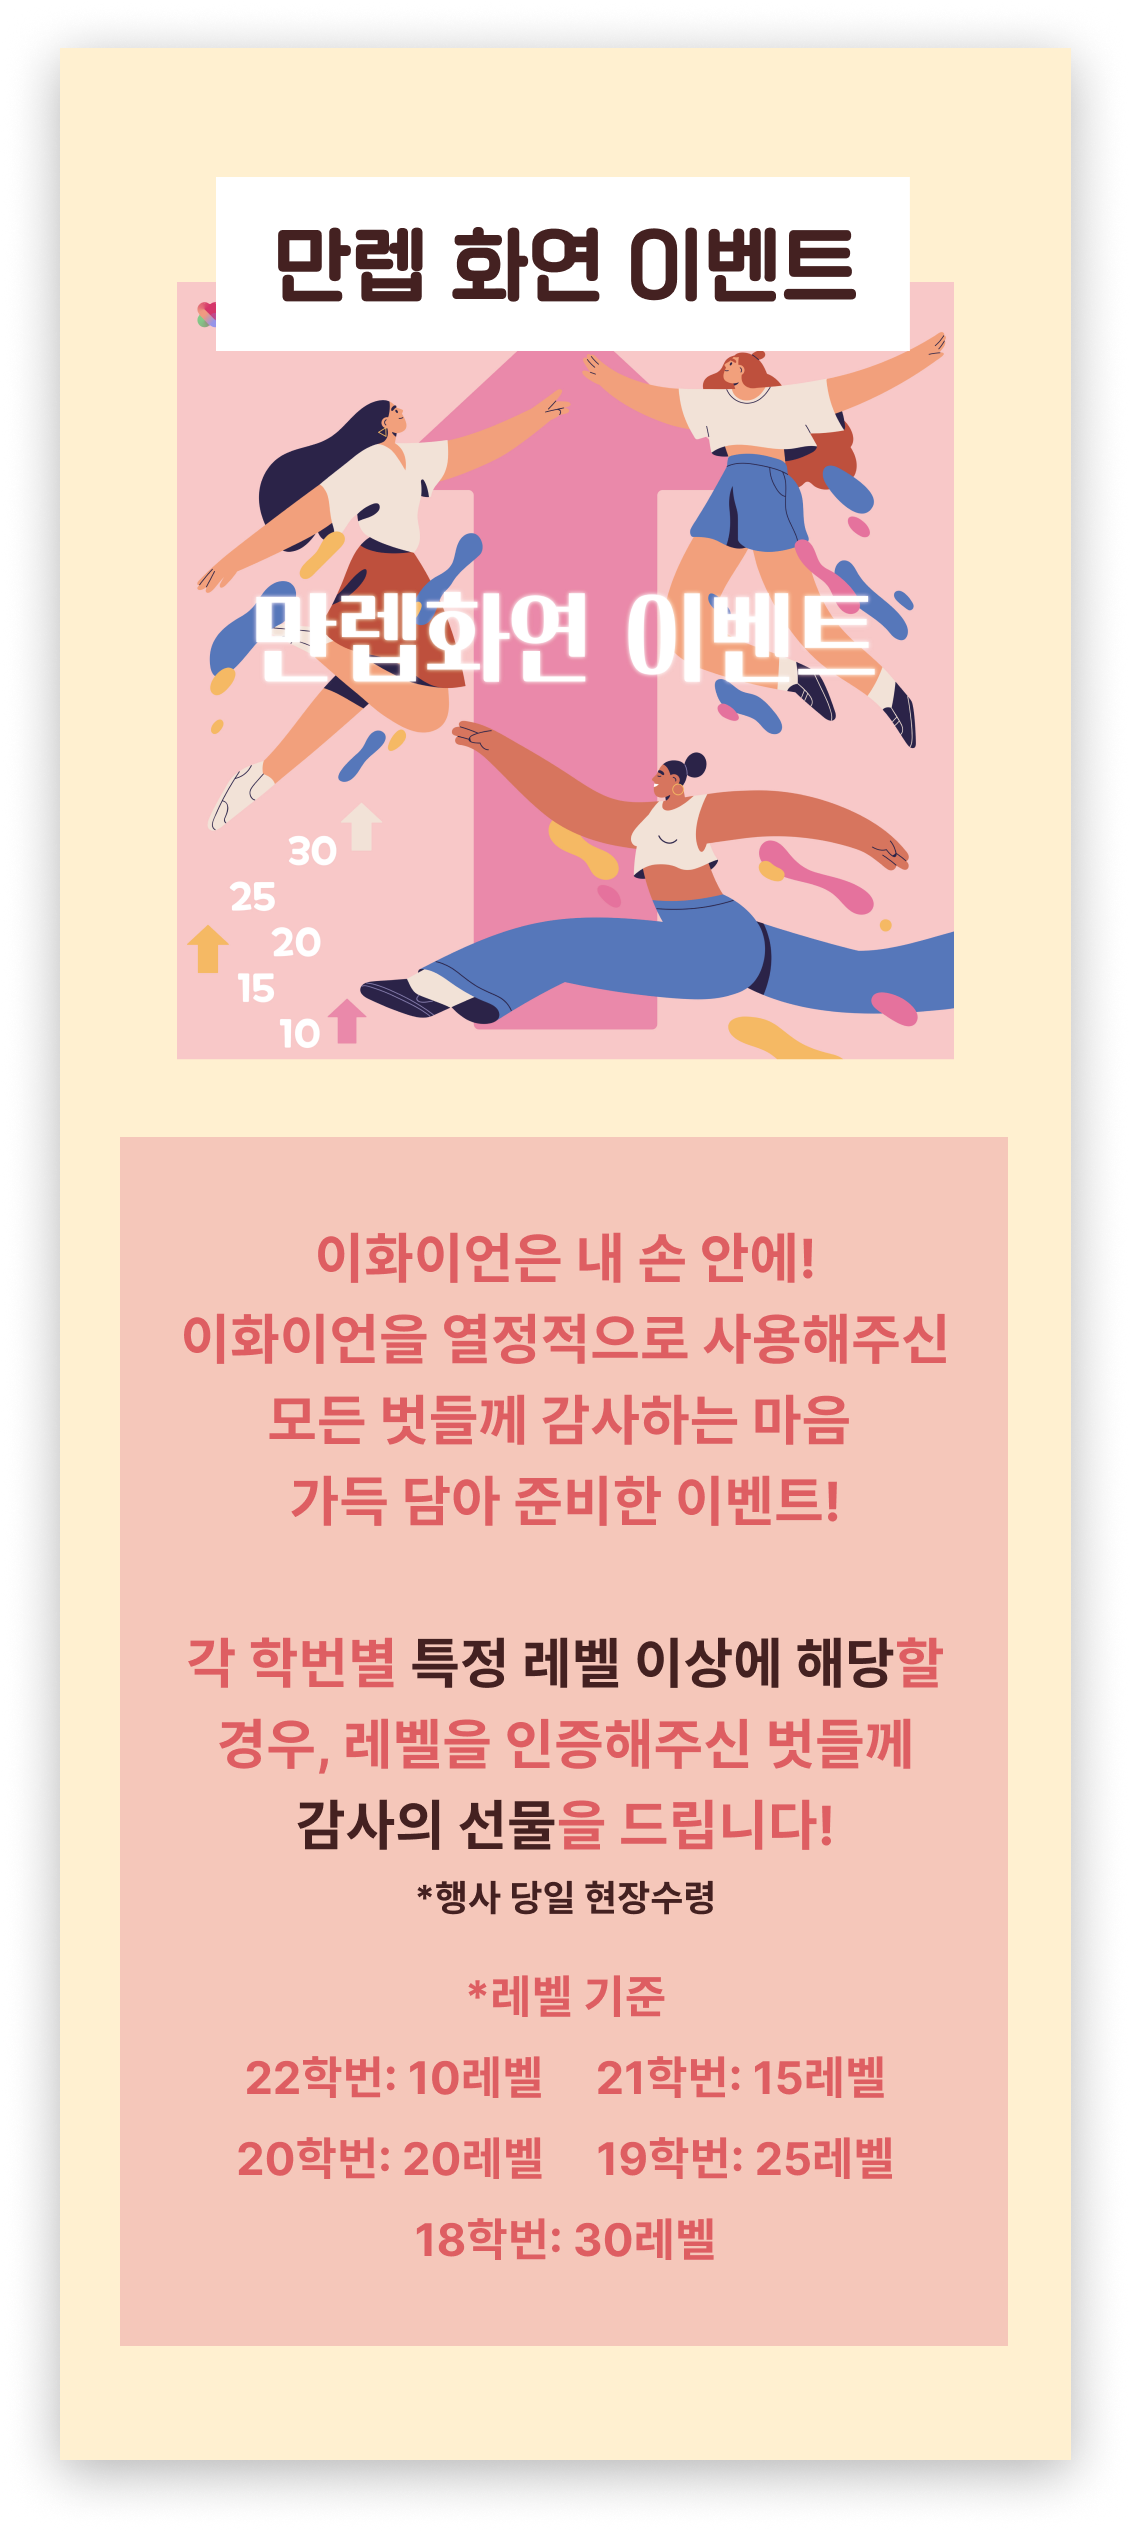 만렙 화연 이벤트
만렙화연 이벤트
30
25
20
15
10
이화이언은 내 손 안에!
이화이언을 열정적으로 사용해주신
모든 벗들께 감사하는 마음
가득 담아 준비한 이벤트!
각 학번별 특정 레벨 이상에 해당할
경우, 레벨을 인증해주신 벗들께
감사의 선물을 드립니다!
*행사 당일 현장수령
*레벨 기준
22학번: 10레벨 21학번: 15레벨
20학번: 20레벨 19학번: 25레벨
18학번: 30레벨